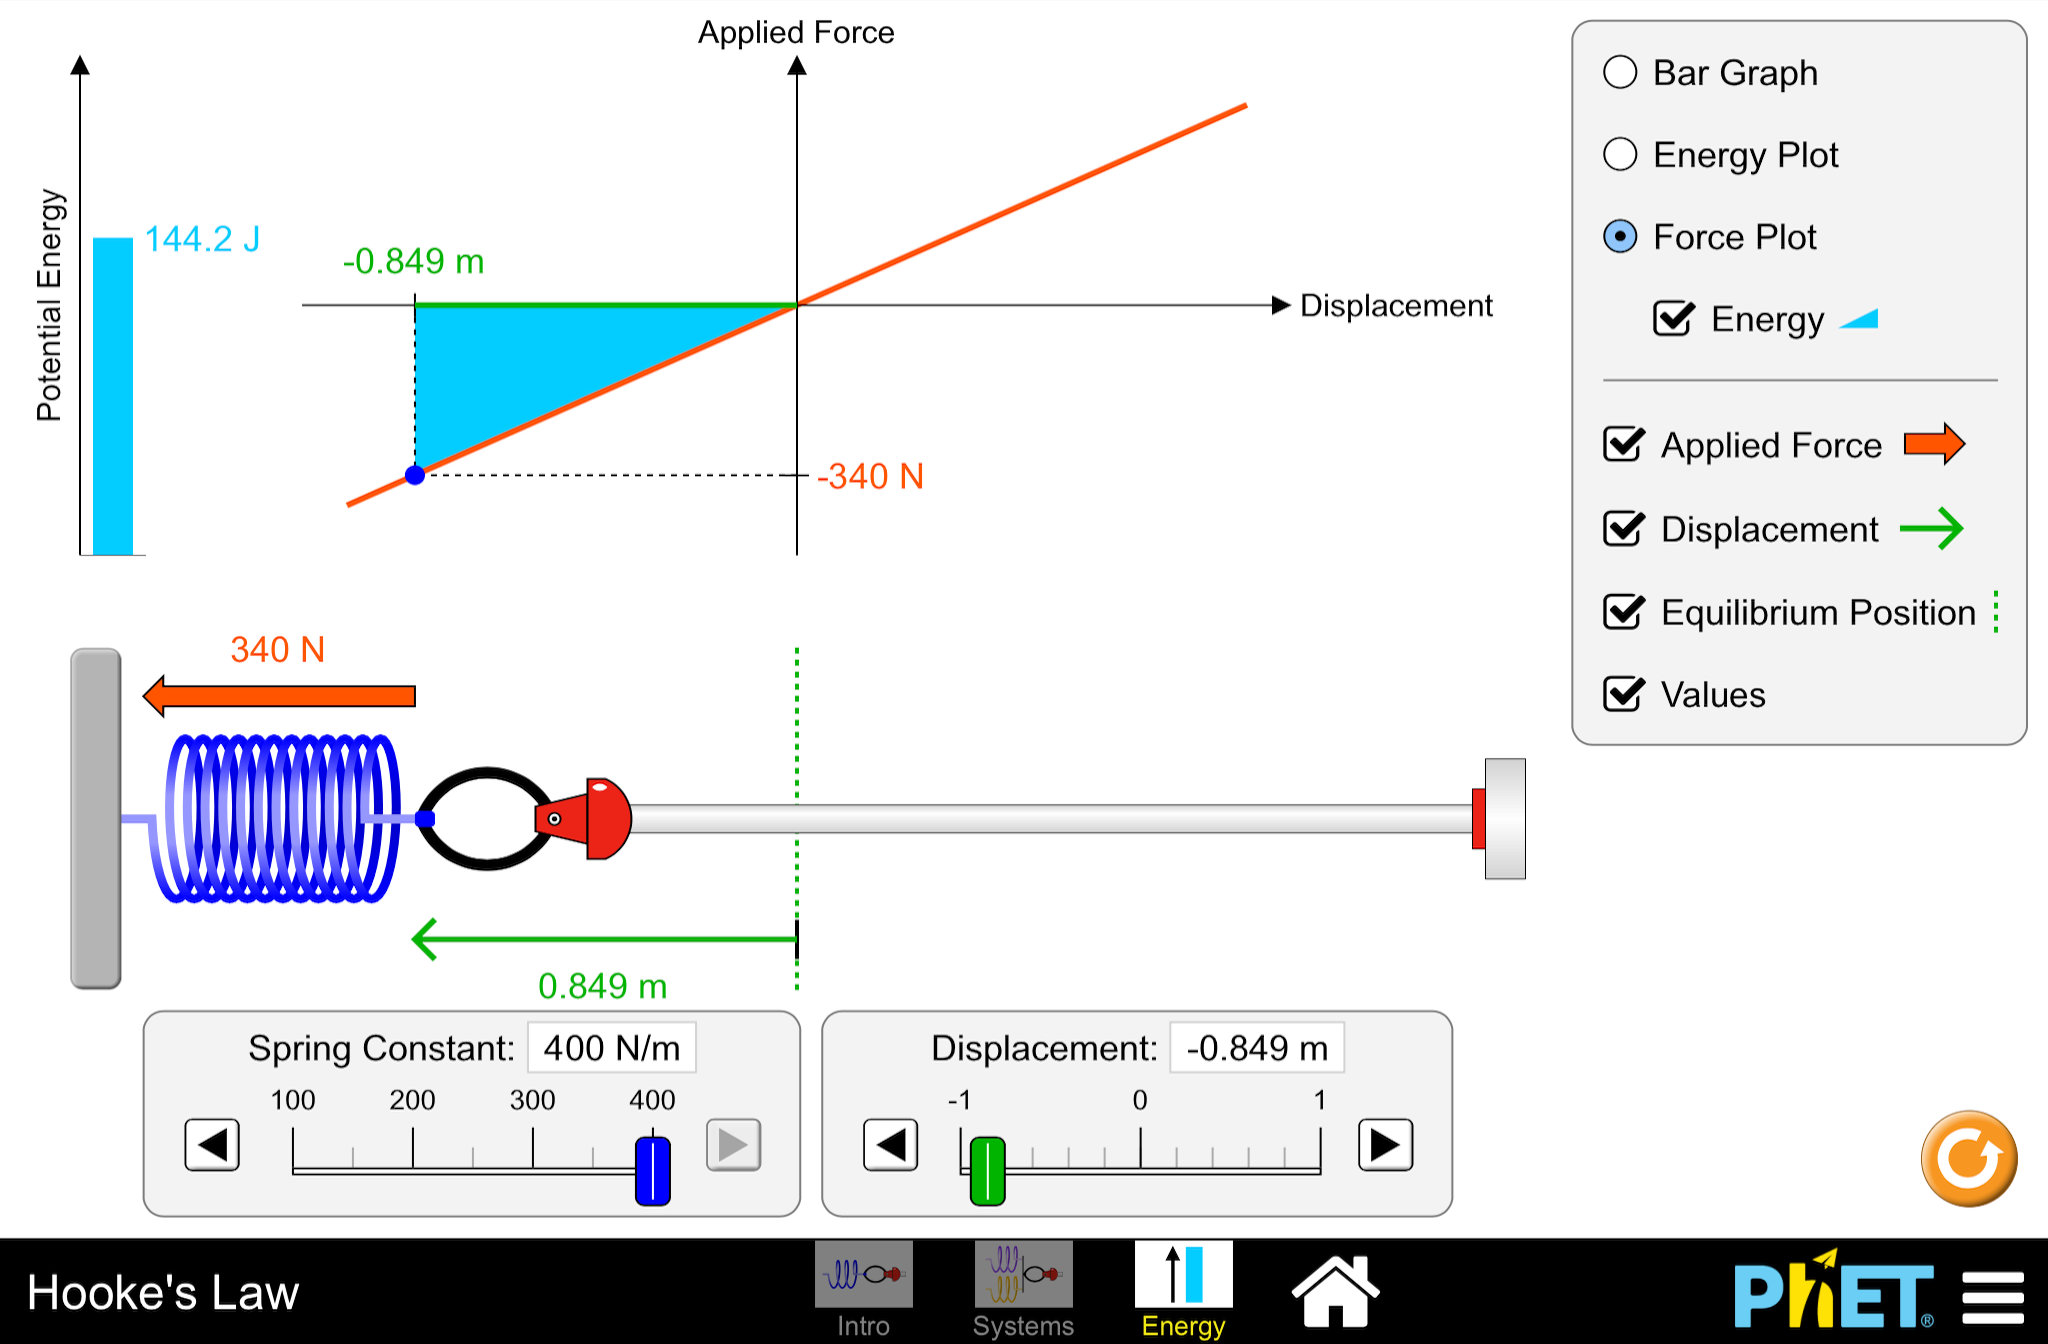 Applied Force
Potential Energy
144.2 J
-0.849 m
Displacement
-340 N
Bar Graph
Energy Plot
Force Plot
Energy
Applied Force
Displacement
Equilibrium Position
Values
340 N
0.849 m
Spring Constant: 400 N/m
100 200 300 400
Displacement: -0.849 m
-1 0 1
Hooke's Law
Intro
Systems
Energy
PhET®